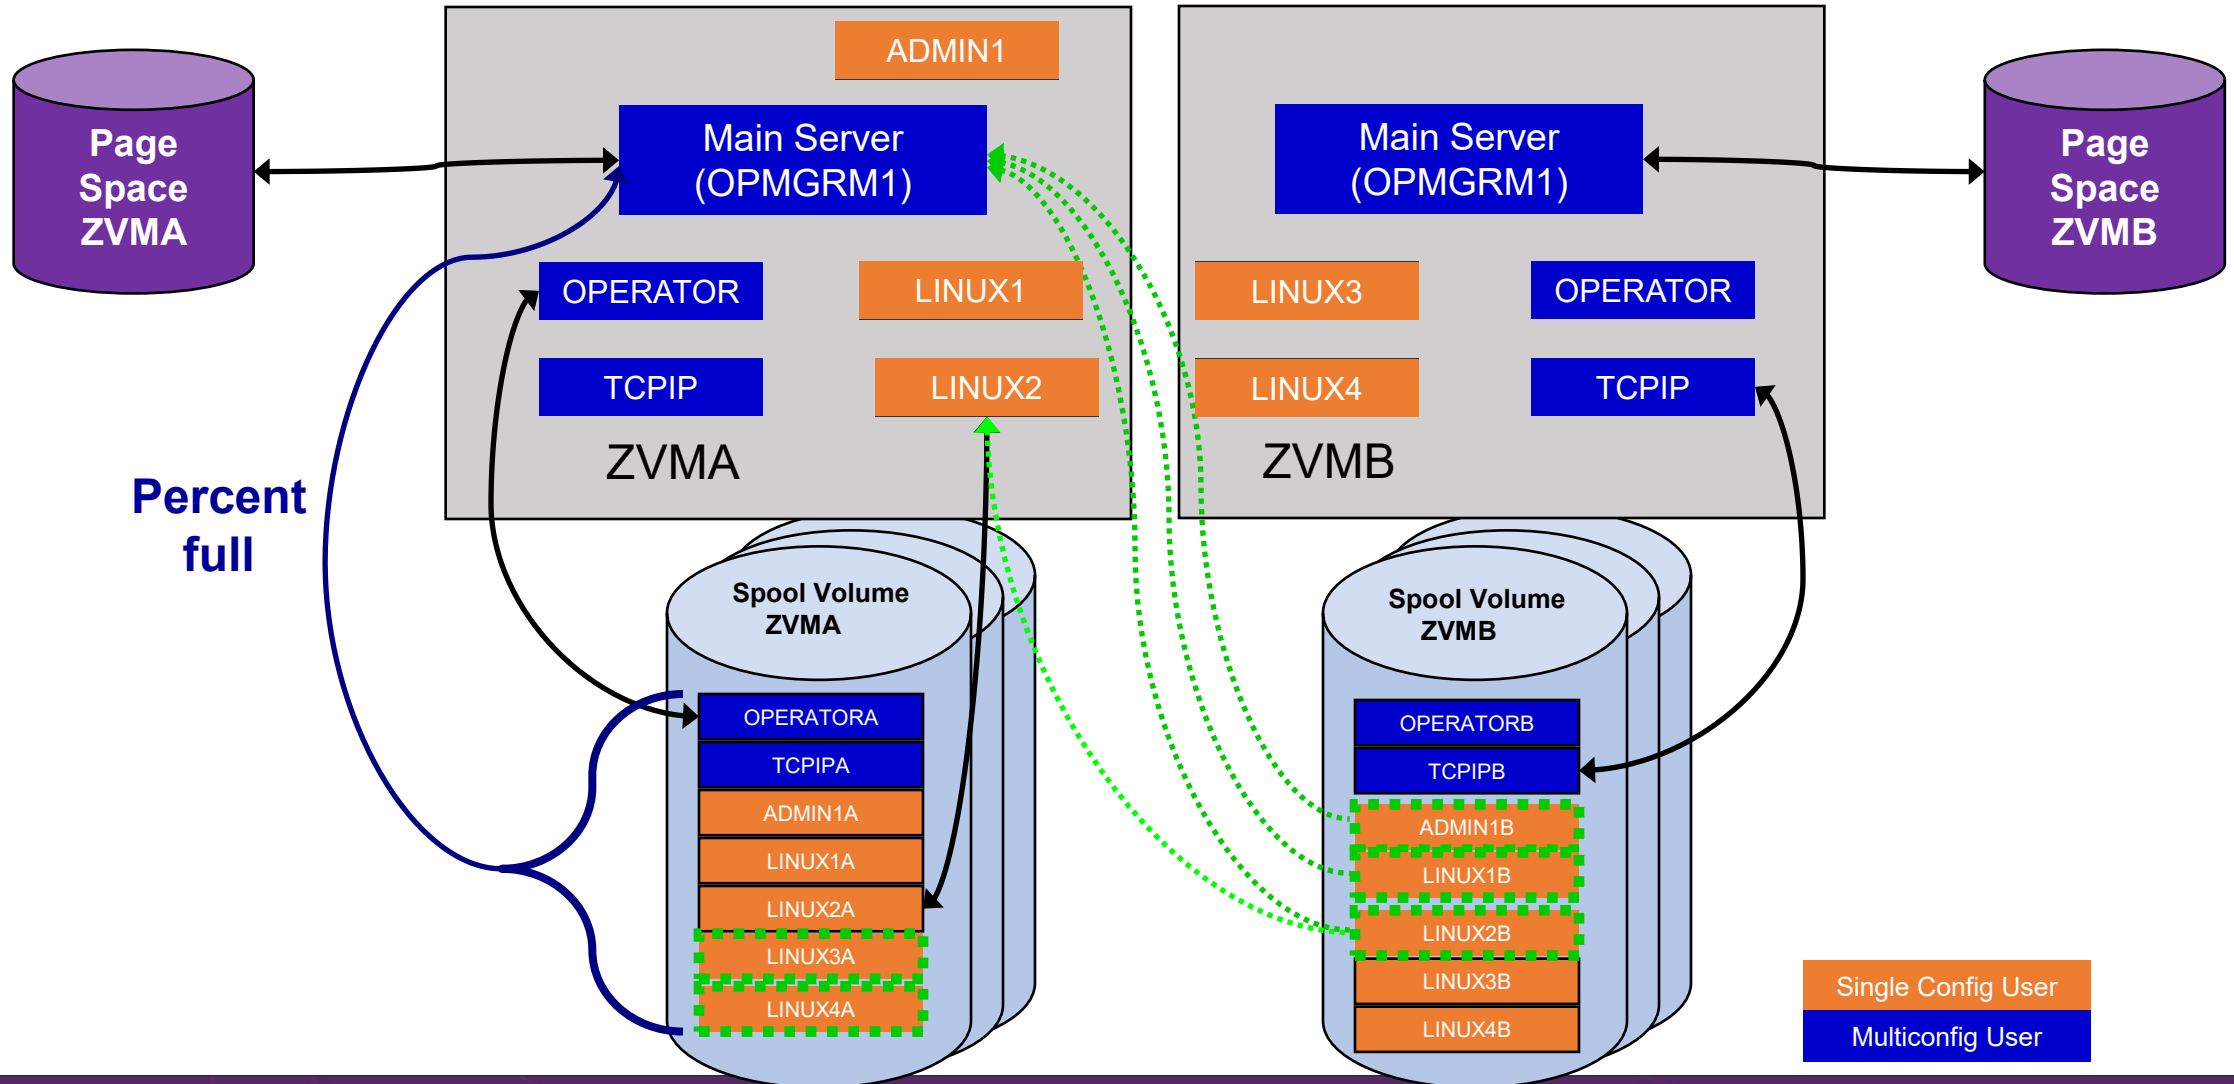 ADMIN1
Page
Space
ZVMA
Main Server
(OPMGRM1)
Main Server
(OPMGRM1)
Page
Space
ZVMB
OPERATOR
LINUX1
LINUX3
OPERATOR
TCPIP
LINUX2
LINUX4
TCPIP
ZVMA
ZVMB
Percent
full
Spool Volume
ZVMA
Spool Volume
ZVMB
OPERATORA
TCPIPA
ADMIN1A
LINUX1A
LINUX2A
LINUX3A
LINUX4A
OPERATORB
TCPIPB
ADMIN1B
LINUX1B
LINUX2B
LINUX3B
LINUX4B
Single Config User
Multiconfig User